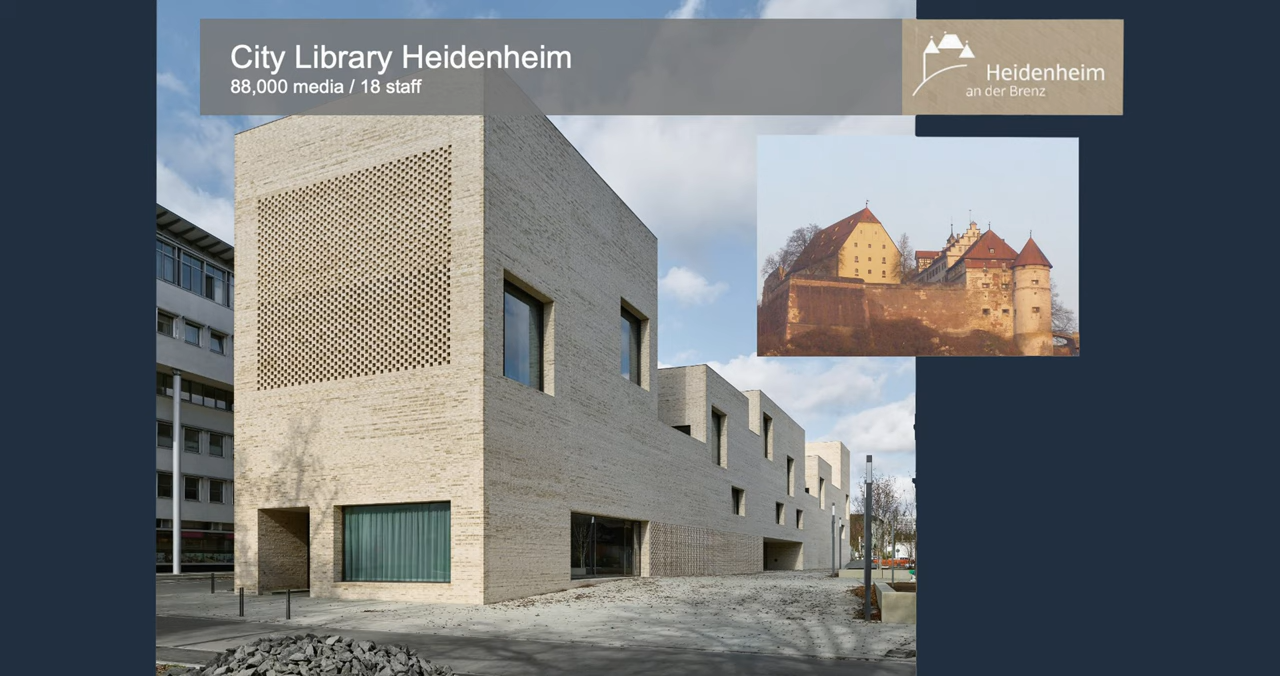 City Library Heidenheim
88,000 media / 18 staff
Heidenheim
an der Brenz